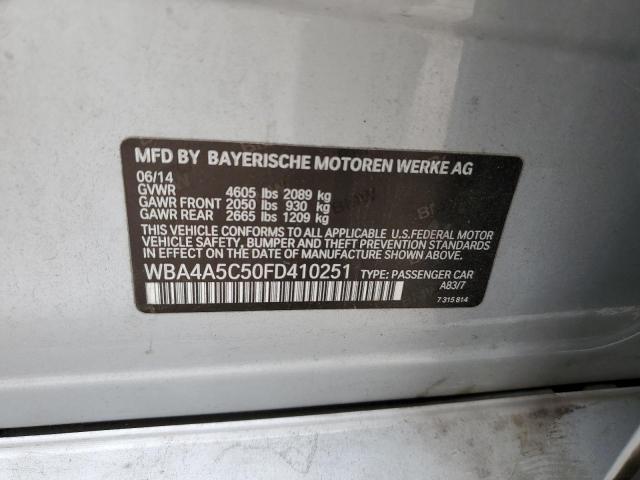 MFD BY BAYERISCHE MOTOREN WERKE AG
06/14
GVWR 4605 lbs 2089 kg
GAWR FRONT 2050 lbs 930 kg
GAWR REAR 2665 lbs 1209 kg
THIS VEHICLE CONFORMS TO ALL APPLICABLE U.S.FEDERAL MOTOR
VEHICLE SAFETY, BUMPER AND THEFT PREVENTION STANDARDS IN
EFFECT ON THE DATE OF MANUFACTURE SHOWN ABOVE.
WBA4A5C50FD410251 TYPE: PASSENGER CAR
A83/7
7 315 814